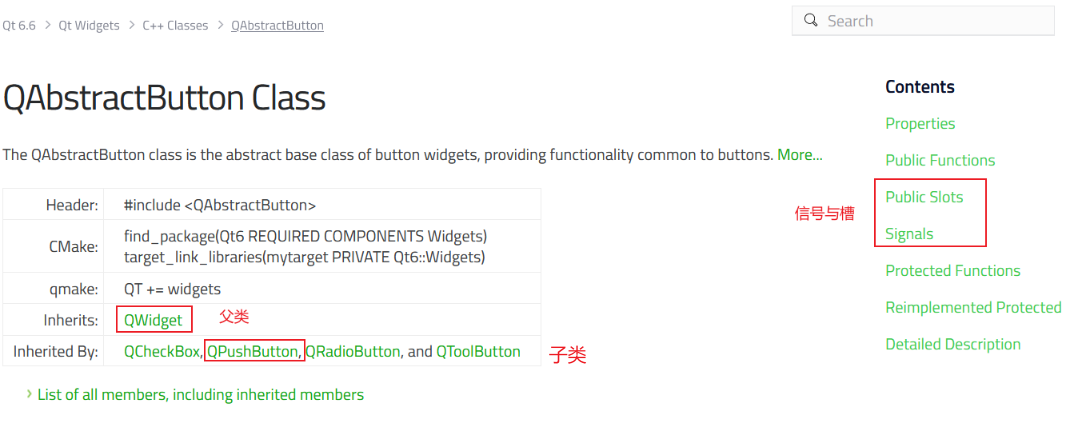 Qt 6.6 > Qt Widgets > C++ Classes > QAbstractButton
Search
QAbstractButton Class
The QAbstractButton class is the abstract base class of button widgets, providing functionality common to buttons. More...
Header: #include <QAbstractButton>
CMake: find_package(Qt6 REQUIRED COMPONENTS Widgets)
target_link_libraries(mytarget PRIVATE Qt6::Widgets)
qmake: QT += widgets
Inherits: QWidget 父类
Inherited By: QCheckBox, QPushButton, QRadioButton, and QToolButton 子类
> List of all members, including inherited members
Contents
Properties
Public Functions
信号与槽
Public Slots
Signals
Protected Functions
Reimplemented Protected
Detailed Description